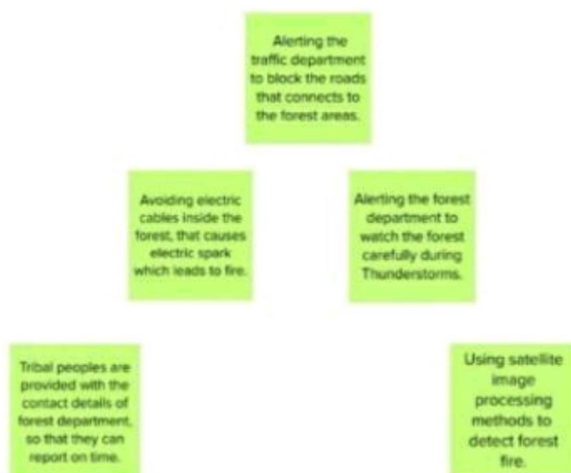 Alerting the
traffic department
to block the roads
that connects to
the forest areas.
Avoiding electric
cables inside the
forest, that causes
electric spark
which leads to fire.
Alerting the forest
department to
watch the forest
carefully during
Thunderstorms.
Tribal peoples are
provided with the
contact details of
forest department,
so that they can
report on time.
Using satellite
image
processing
methods to
detect forest
fire.